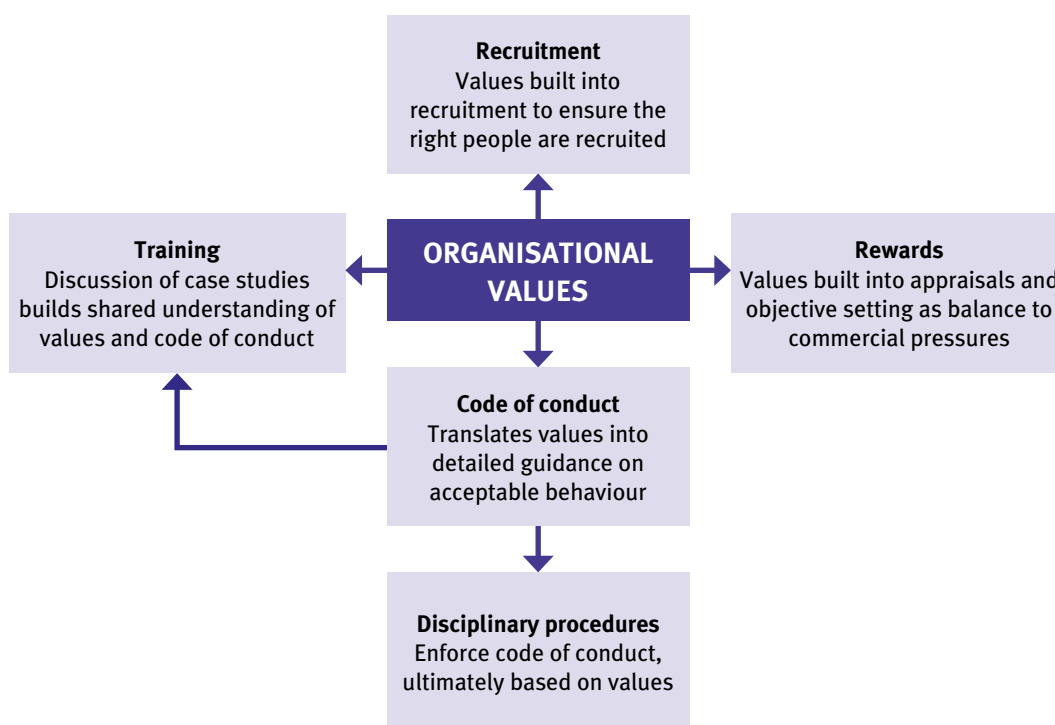 Recruitment
Values built into
recruitment to ensure the
right people are recruited
Training
Discussion of case studies
builds shared understanding of
values and code of conduct
ORGANISATIONAL
VALUES
Rewards
Values built into appraisals and
objective setting as balance to
commercial pressures
Code of conduct
Translates values into
detailed guidance on
acceptable behaviour
Disciplinary procedures
Enforce code of conduct,
ultimately based on values